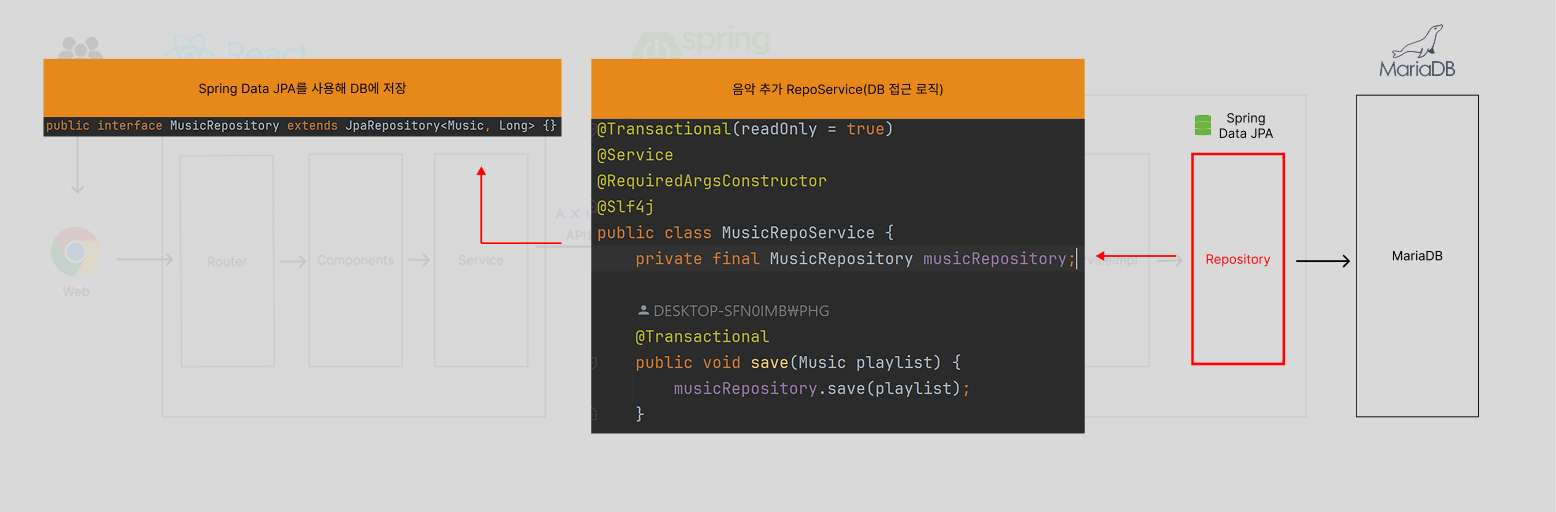 React
spring
MariaDB
Spring Data JPA를 사용해 DB에 저장
public interface MusicRepository extends JpaRepository<Music, Long> {}
음악 추가 RepoService(DB 접근 로직)
@Transactional(readOnly = true)
@Service
@RequiredArgsConstructor
@Slf4j
public class MusicRepoService {
private final MusicRepository musicRepository;
DESKTOP-SFN0IMB₩PHG
@Transactional
public void save(Music playlist) {
musicRepository.save(playlist);
}
Spring
Data JPA
Web
Router
Components
Service
Repository
MariaDB